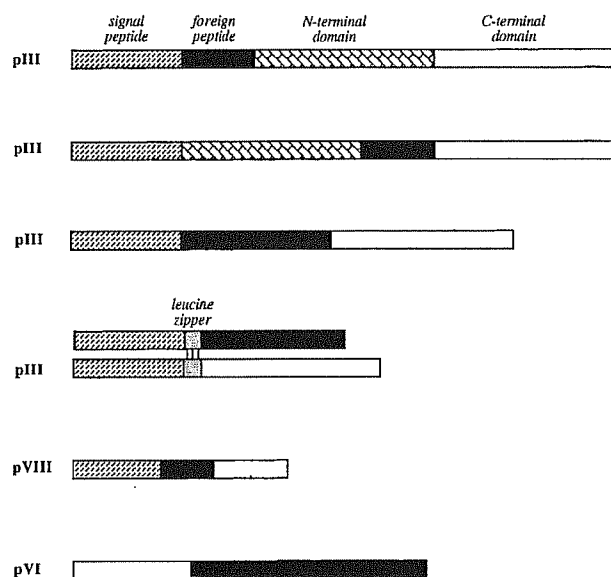 signal peptide
foreign peptide
N-terminal domain
C-terminal domain
pIII
pIII
pIII
leucine zipper
pIII
pVIII
pVI